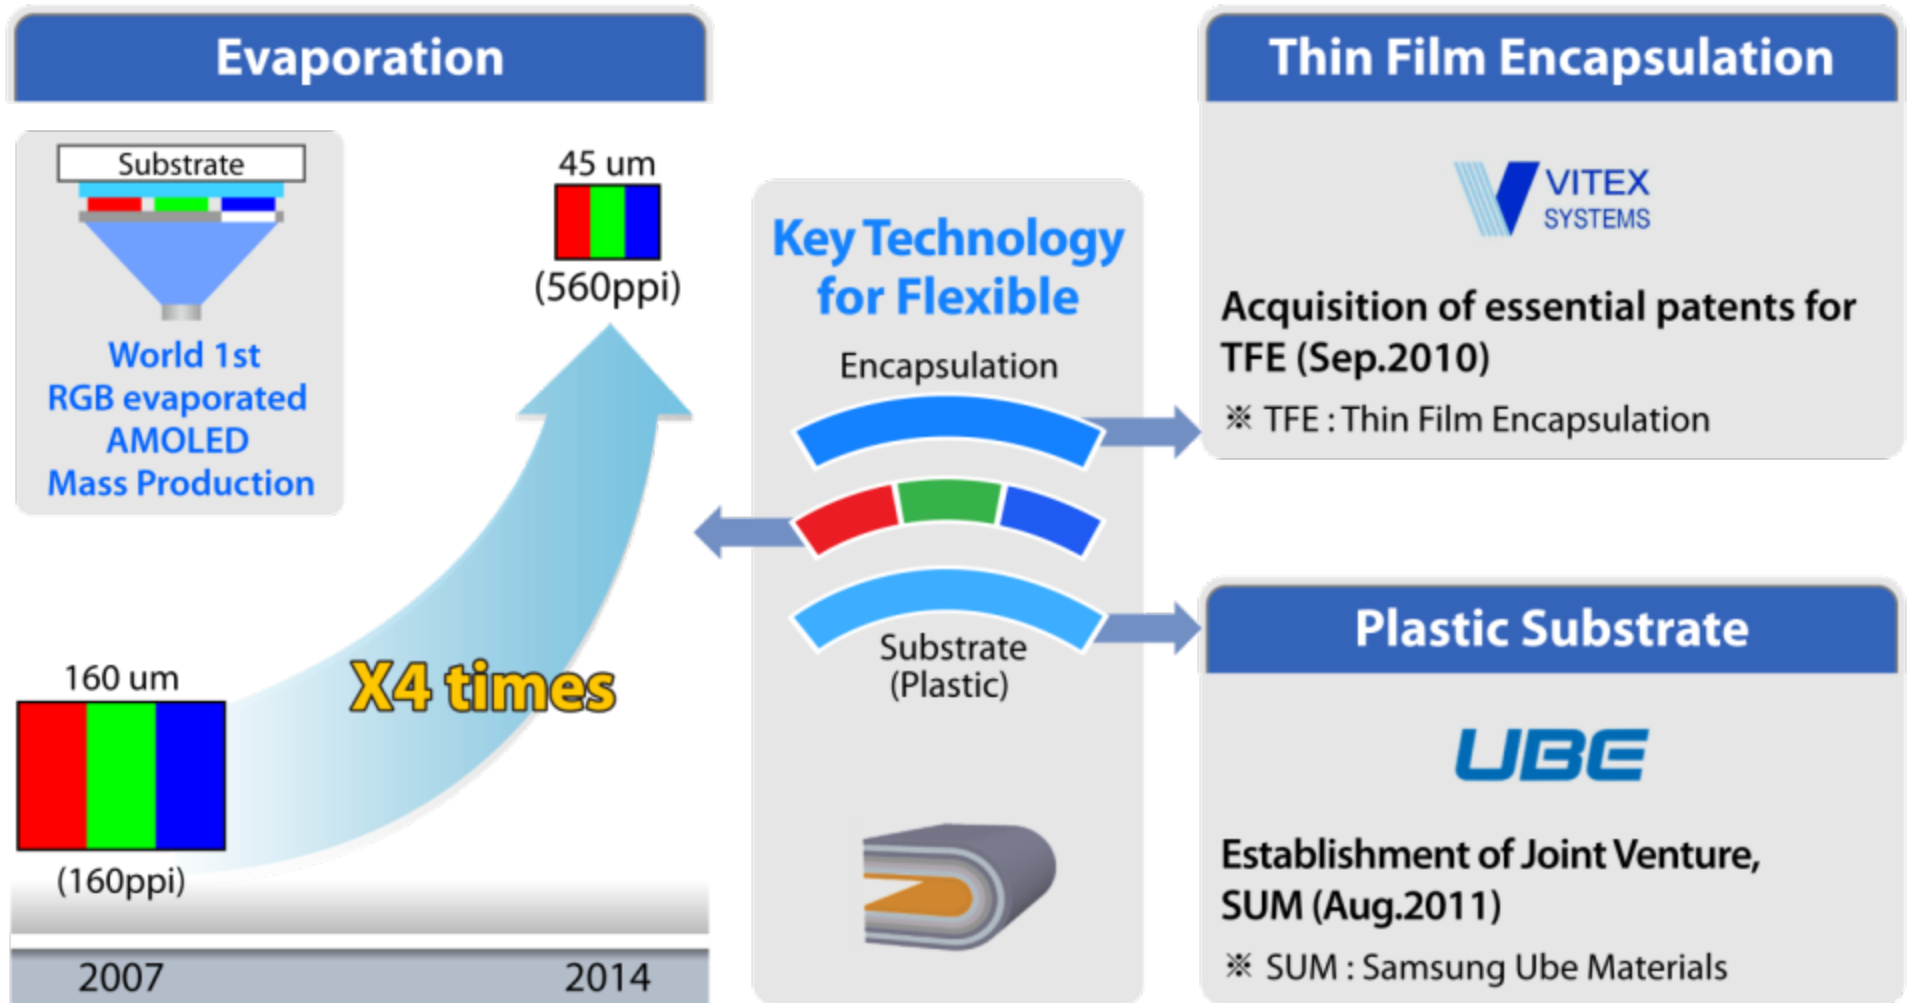 Evaporation
Substrate
World 1st
RGB evaporated
AMOLED
Mass Production
45 um
(560ppi)
X4 times
160 um
(160ppi)
2007
2014
Key Technology
for Flexible
Encapsulation
Substrate
(Plastic)
Thin Film Encapsulation
VITEX
SYSTEMS
Acquisition of essential patents for
TFE (Sep.2010)
※ TFE : Thin Film Encapsulation
Plastic Substrate
UBE
Establishment of Joint Venture,
SUM (Aug.2011)
※ SUM : Samsung Ube Materials